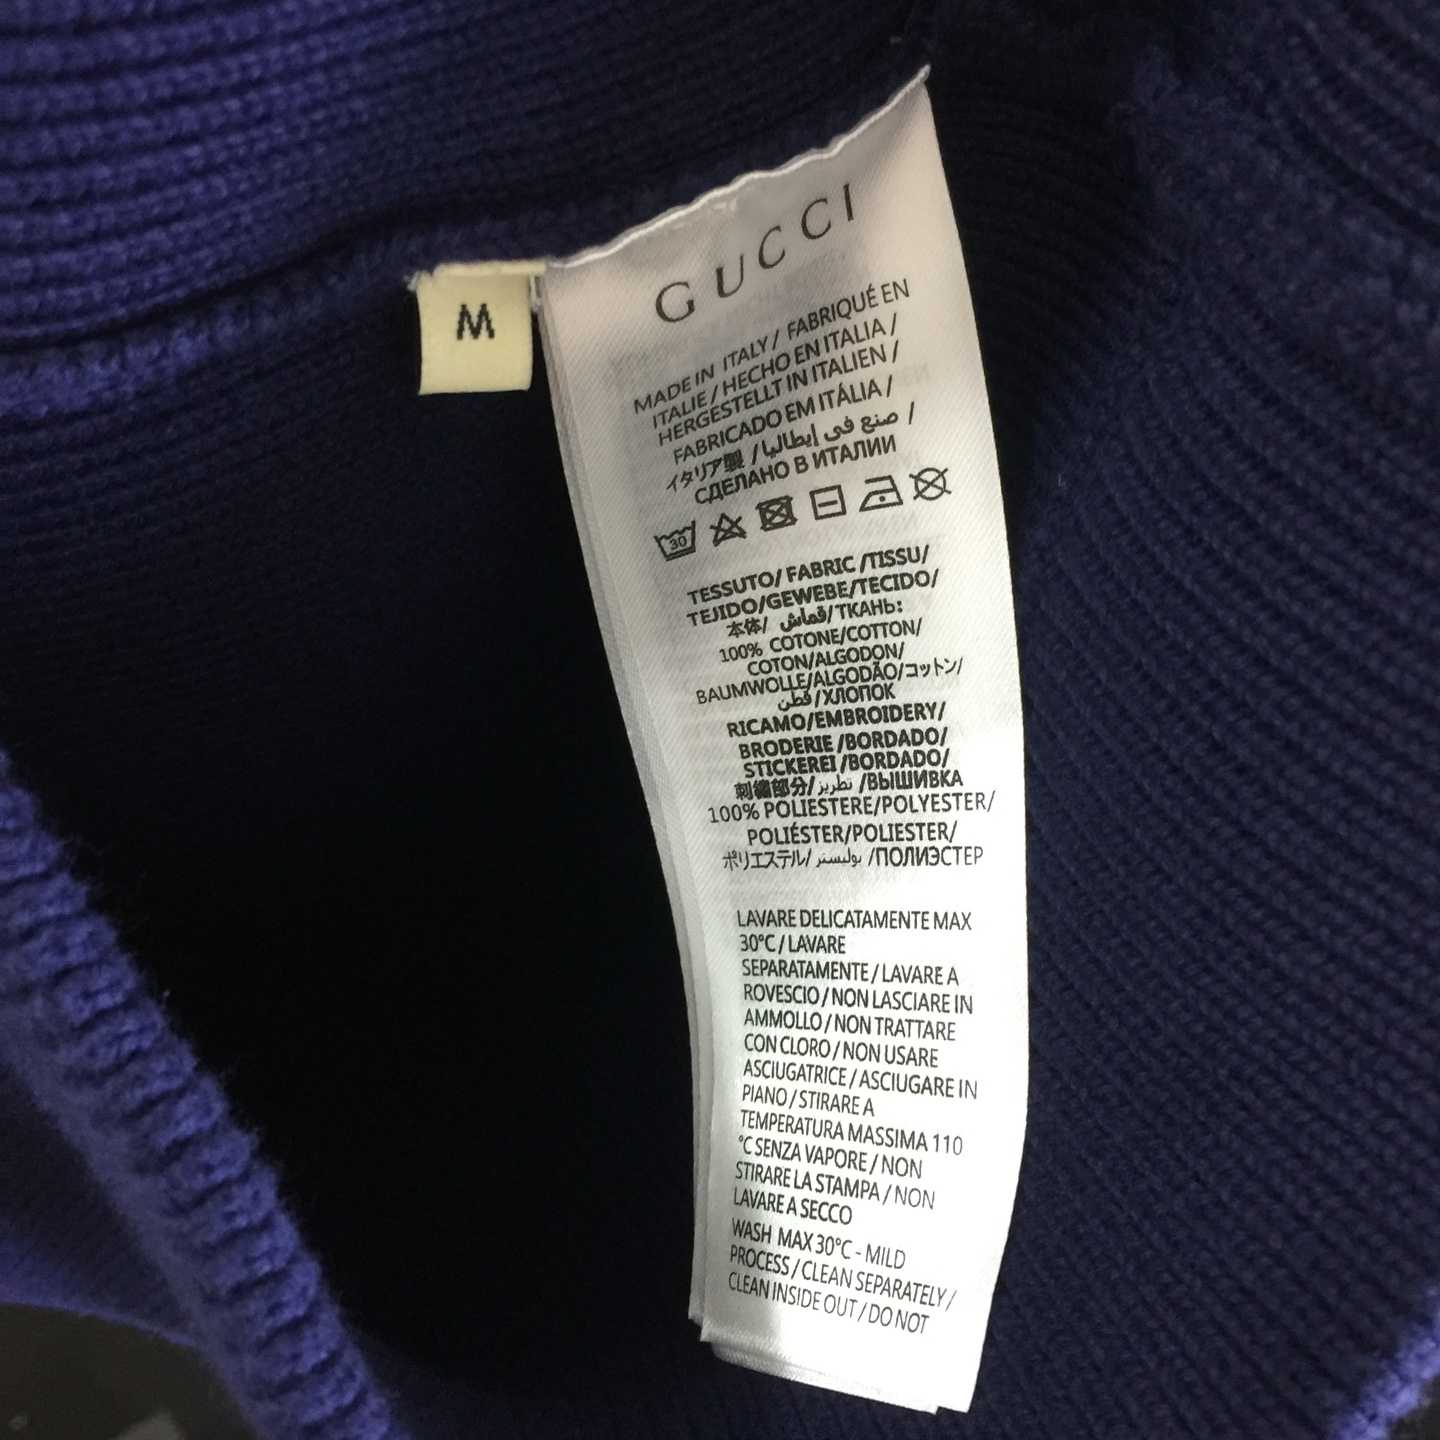 M
GUCCI
MADE IN ITALY / FABRIQUÉ EN
ITALIE / HECHO EN ITALIA /
HERGESTELLT IN ITALIEN /
FABRICADO EM ITÁLIA /
صنع في إيطاليا / イタリア製 /
СДЕЛАНО В ИТАЛИИ
30
TESSUTO/ FABRIC /TISSU/
TEJIDO/GEWEBE/TECIDO/
本体/ قماش/ТКАНЬ:
100% COTONE/COTTON/
COTON/ALGODON/
BAUMWOLLE/ALGODÃO/コットン/
قطن/ХЛОПОК
RICAMO/EMBROIDERY/
BRODERIE /BORDADO/
STICKEREI /BORDADO/
刺繍部分/ تطريز /ВЫШИВКА
100% POLIESTERE/POLYESTER/
POLIÉSTER/POLIESTER/
ポリエステル/ بوليستر /ПОЛИЭСТЕР
LAVARE DELICATAMENTE MAX
30°C / LAVARE
SEPARATAMENTE / LAVARE A
ROVESCIO / NON LASCIARE IN
AMMOLLO / NON TRATTARE
CON CLORO / NON USARE
ASCIUGATRICE / ASCIUGARE IN
PIANO / STIRARE A
TEMPERATURA MASSIMA 110
°C SENZA VAPORE / NON
STIRARE LA STAMPA / NON
LAVARE A SECCO
WASH MAX 30°C - MILD
PROCESS / CLEAN SEPARATELY /
CLEAN INSIDE OUT / DO NOT